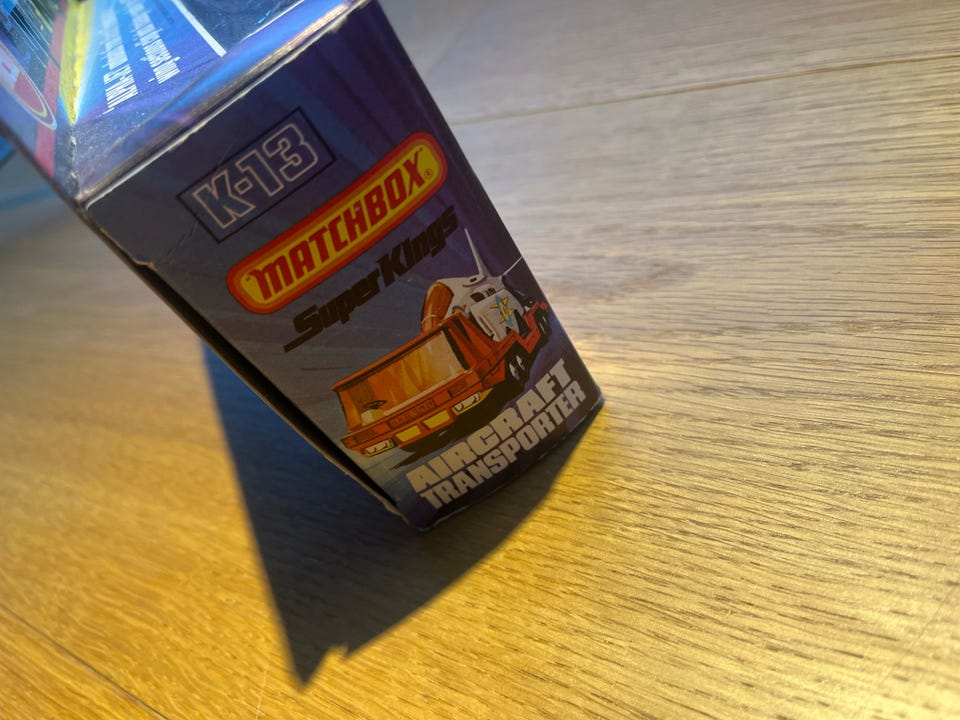 K-13
MATCHBOX®
Super Kings
AIRCRAFT
TRANSPORTER